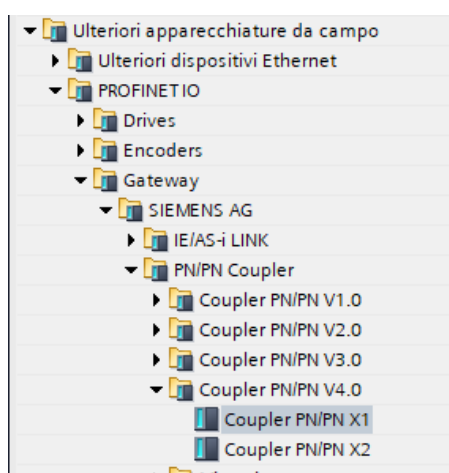 Ulteriori apparecchiature da campo
Ulteriori dispositivi Ethernet
PROFINET IO
Drives
Encoders
Gateway
SIEMENS AG
IE/AS-i LINK
PN/PN Coupler
Coupler PN/PN V1.0
Coupler PN/PN V2.0
Coupler PN/PN V3.0
Coupler PN/PN V4.0
Coupler PN/PN X1
Coupler PN/PN X2